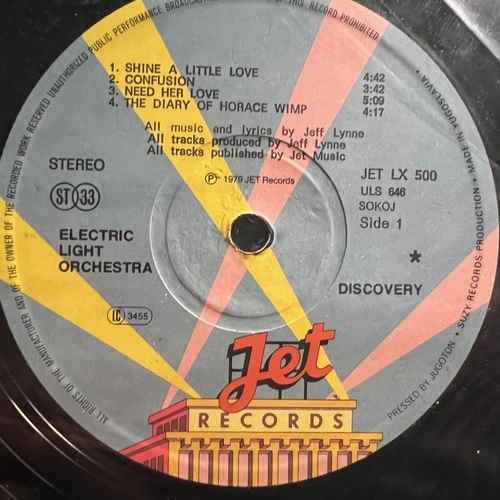 ALL RIGHTS OF THE MANUFACTURER AND OF THE OWNER OF THE RECORDED WORK RESERVED UNAUTHORIZED PUBLIC PERFORMANCE BROADCAST
OF THIS RECORD PROHIBITED
1. SHINE A LITTLE LOVE 4:42
2. CONFUSION 3:42
3. NEED HER LOVE 5:09
4. THE DIARY OF HORACE WIMP 4:17
All music and lyrics by Jeff Lynne
All tracks produced by Jeff Lynne
All tracks published by Jet Music
STEREO
ST 33
℗ 1979 JET Records
JET LX 500
ULS 646
SOKOJ
Side 1
ELECTRIC
LIGHT
ORCHESTRA
*
DISCOVERY
LC 3455
Jet
RECORDS
PRESSED BY JUGOTON • SUZY RECORDS PRODUCTION • MADE IN YUGOSLAVIA •